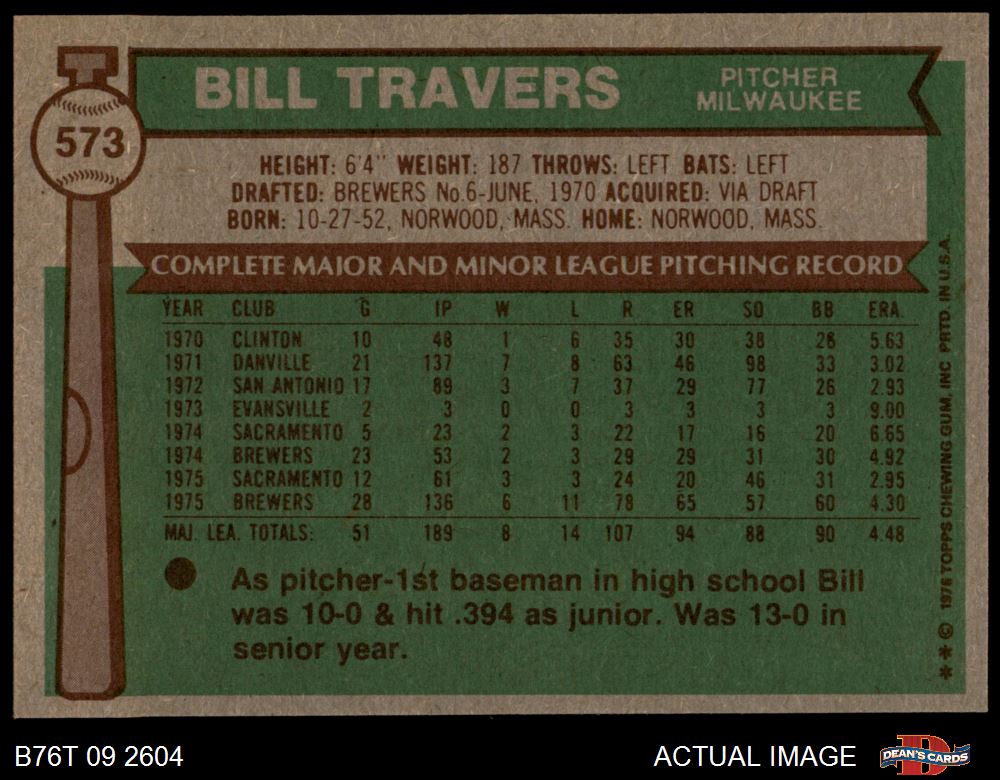 BILL TRAVERS
PITCHER
MILWAUKEE
573
HEIGHT: 6'4" WEIGHT: 187 THROWS: LEFT BATS: LEFT
DRAFTED: BREWERS No.6-JUNE, 1970 ACQUIRED: VIA DRAFT
BORN: 10-27-52, NORWOOD, MASS. HOME: NORWOOD, MASS.
COMPLETE MAJOR AND MINOR LEAGUE PITCHING RECORD
YEAR CLUB G IP W L R ER SO BB ERA.
1970 CLINTON 10 48 1 6 35 30 38 26 5.63
1971 DANVILLE 21 137 7 8 63 46 98 33 3.02
1972 SAN ANTONIO 17 89 3 7 37 29 77 26 2.93
1973 EVANSVILLE 2 3 0 0 3 3 3 3 9.00
1974 SACRAMENTO 5 23 2 3 22 17 16 20 6.65
1974 BREWERS 23 53 2 3 29 29 31 30 4.92
1975 SACRAMENTO 12 61 3 3 24 20 46 31 2.95
1975 BREWERS 28 136 6 11 78 65 57 60 4.30
MAJ. LEA. TOTALS: 51 189 8 14 107 94 88 90 4.48
As pitcher-1st baseman in high school Bill
was 10-0 & hit .394 as junior. Was 13-0 in
senior year.
** © 1976 TOPPS CHEWING GUM, INC PRTD. IN U.S.A.
B76T 09 2604
ACTUAL IMAGE
DEAN'S CARDS